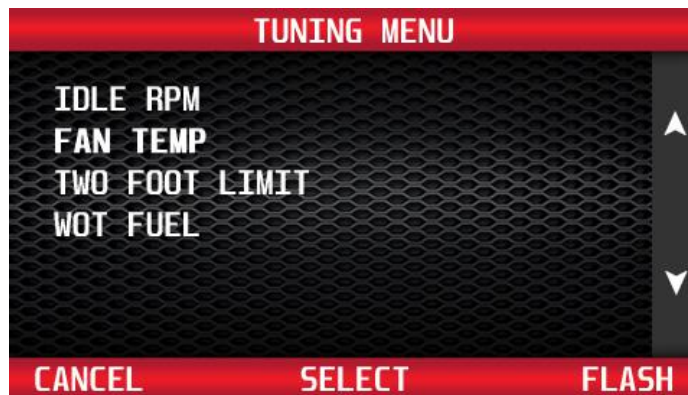 TUNING MENU
IDLE RPM
FAN TEMP
TWO FOOT LIMIT
WOT FUEL
CANCEL SELECT FLASH